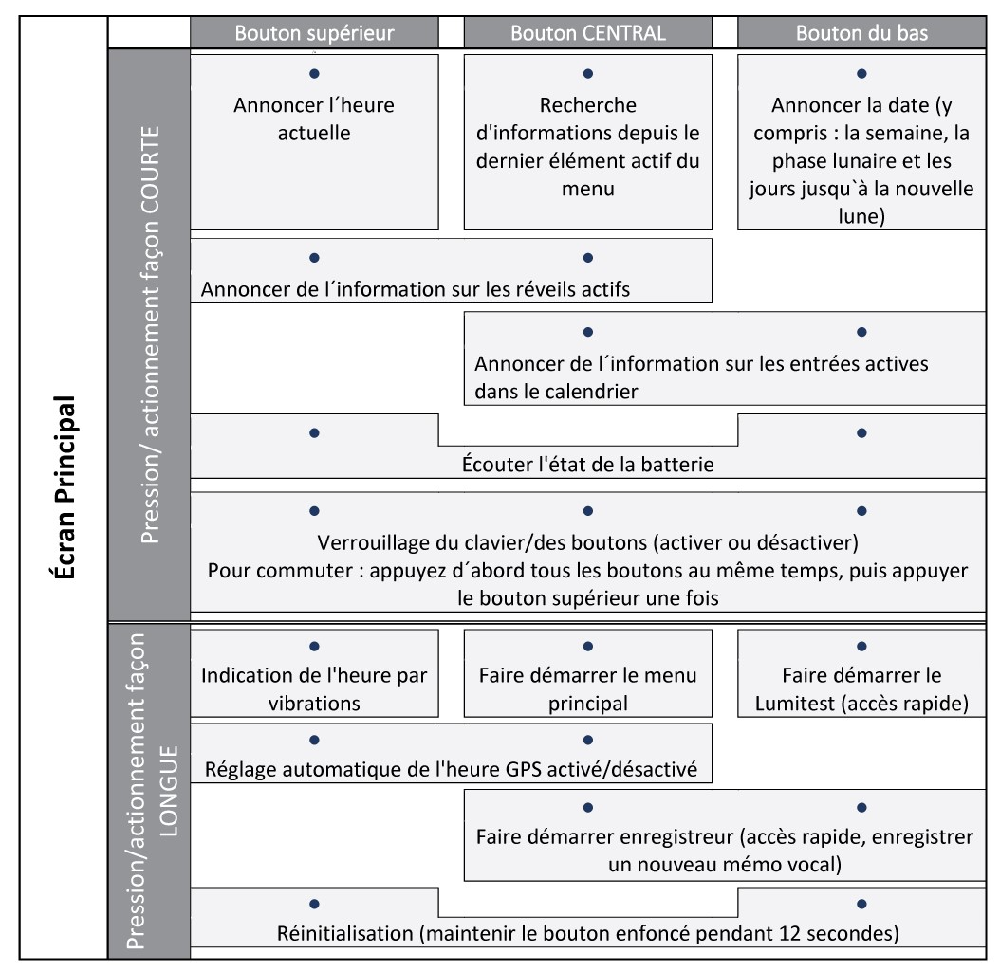 Bouton supérieur
Bouton CENTRAL
Bouton du bas
Écran Principal
Pression/ actionnement façon COURTE
Annoncer l´heure
actuelle
Recherche
d'informations depuis le
dernier élément actif du
menu
Annoncer la date (y
compris : la semaine, la
phase lunaire et les
jours jusqu`à la nouvelle
lune)
Annoncer de l´information sur les réveils actifs
Annoncer de l´information sur les entrées actives
dans le calendrier
Écouter l'état de la batterie
Verrouillage du clavier/des boutons (activer ou désactiver)
Pour commuter : appuyez d´abord tous les boutons au même temps, puis appuyer
le bouton supérieur une fois
Pression/actionnement façon
LONGUE
Indication de l'heure par
vibrations
Faire démarrer le menu
principal
Faire démarrer le
Lumitest (accès rapide)
Réglage automatique de l'heure GPS activé/désactivé
Faire démarrer enregistreur (accès rapide, enregistrer
un nouveau mémo vocal)
Réinitialisation (maintenir le bouton enfoncé pendant 12 secondes)